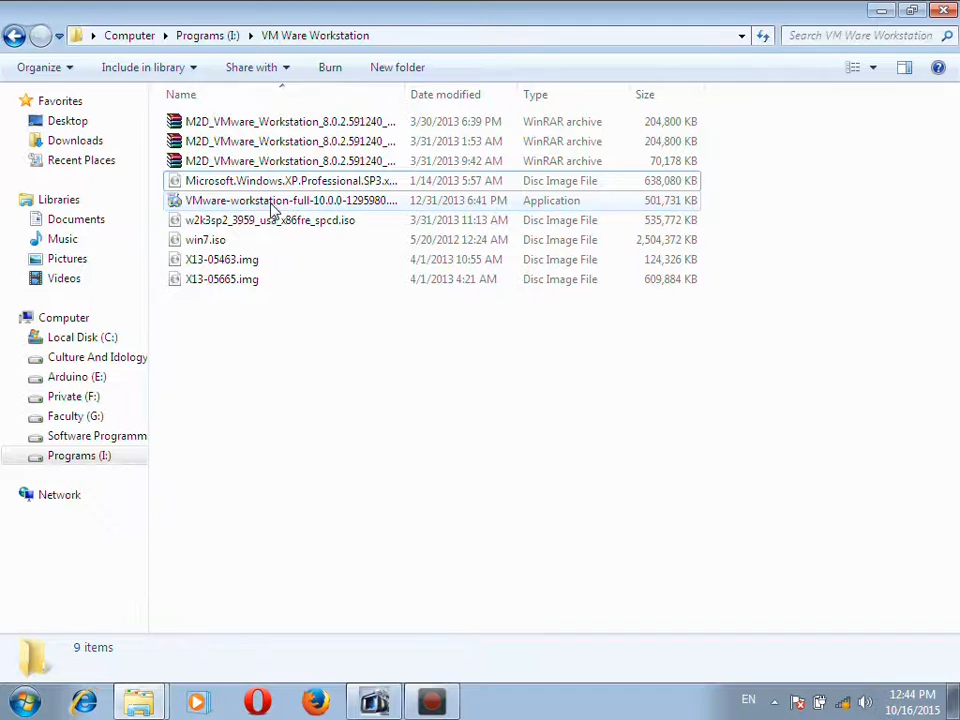 Computer Programs (I:) VM Ware Workstation Search VM Ware Workstation
Organize Include in library Share with Burn New folder
Name Date modified Type Size
M2D_VMware_Workstation_8.0.2.591240_... 3/30/2013 6:39 PM WinRAR archive 204,800 KB
M2D_VMware_Workstation_8.0.2.591240_... 3/31/2013 1:53 AM WinRAR archive 204,800 KB
M2D_VMware_Workstation_8.0.2.591240_... 3/31/2013 9:42 AM WinRAR archive 70,178 KB
Microsoft.Windows.XP.Professional.SP3.x... 1/14/2013 5:57 AM Disc Image File 638,080 KB
VMware-workstation-full-10.0.0-1295980.... 12/31/2013 6:41 PM Application 501,731 KB
w2k3sp2_3959_usa_x86fre_spcd.iso 3/31/2013 11:13 AM Disc Image File 535,772 KB
win7.iso 5/20/2012 12:24 AM Disc Image File 2,504,372 KB
X13-05463.img 4/1/2013 10:55 AM Disc Image File 124,326 KB
X13-05665.img 4/1/2013 4:21 AM Disc Image File 609,884 KB
Favorites
Desktop
Downloads
Recent Places
Libraries
Documents
Music
Pictures
Videos
Computer
Local Disk (C:)
Culture And Idology
Arduino (E:)
Private (F:)
Faculty (G:)
Software Programm
Programs (I:)
Network
9 items
EN
12:44 PM
10/16/2015